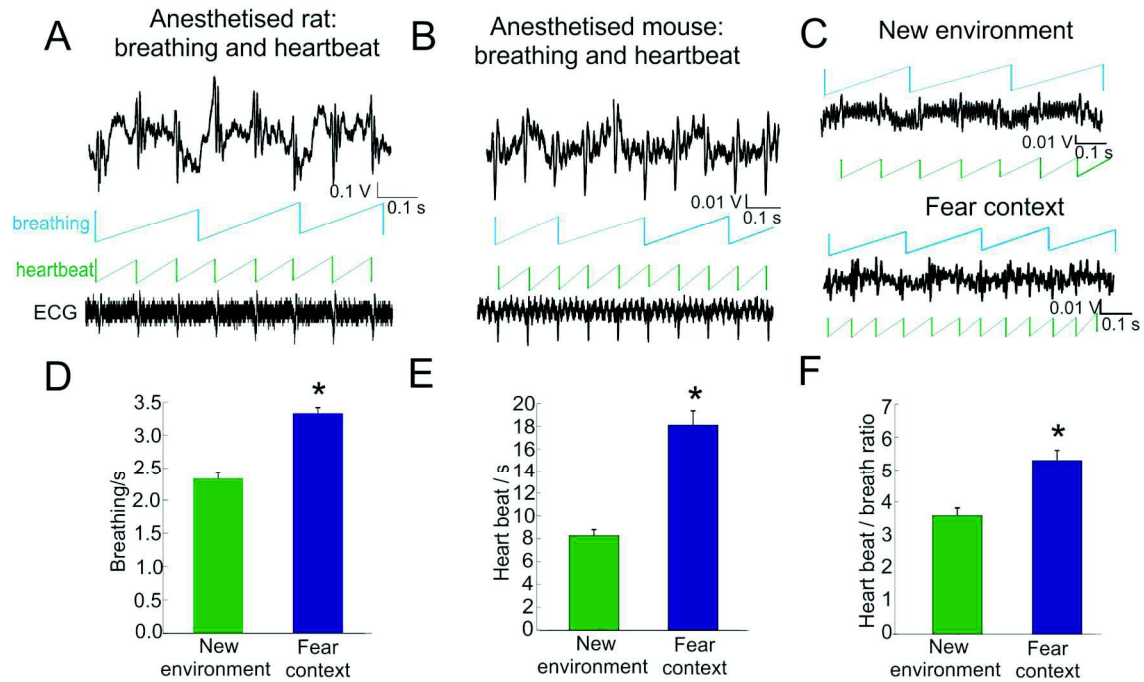 A
Anesthetised rat:
breathing and heartbeat
0.1 V
0.1 s
breathing
heartbeat
ECG
B
Anesthetised mouse:
breathing and heartbeat
0.01 V
0.1 s
C
New environment
0.01 V
0.1 s
Fear context
0.01 V
0.1 s
D
Breathing/s
3.5
3.0
2.5
2.0
1.5
1.0
0.5
0.0
*
New
environment
Fear
context
E
Heart beat / s
20
18
16
14
12
10
8
6
4
2
0
*
New
environment
Fear
context
F
Heart beat / breath ratio
7
6
5
4
3
2
1
0
*
New
environment
Fear
context